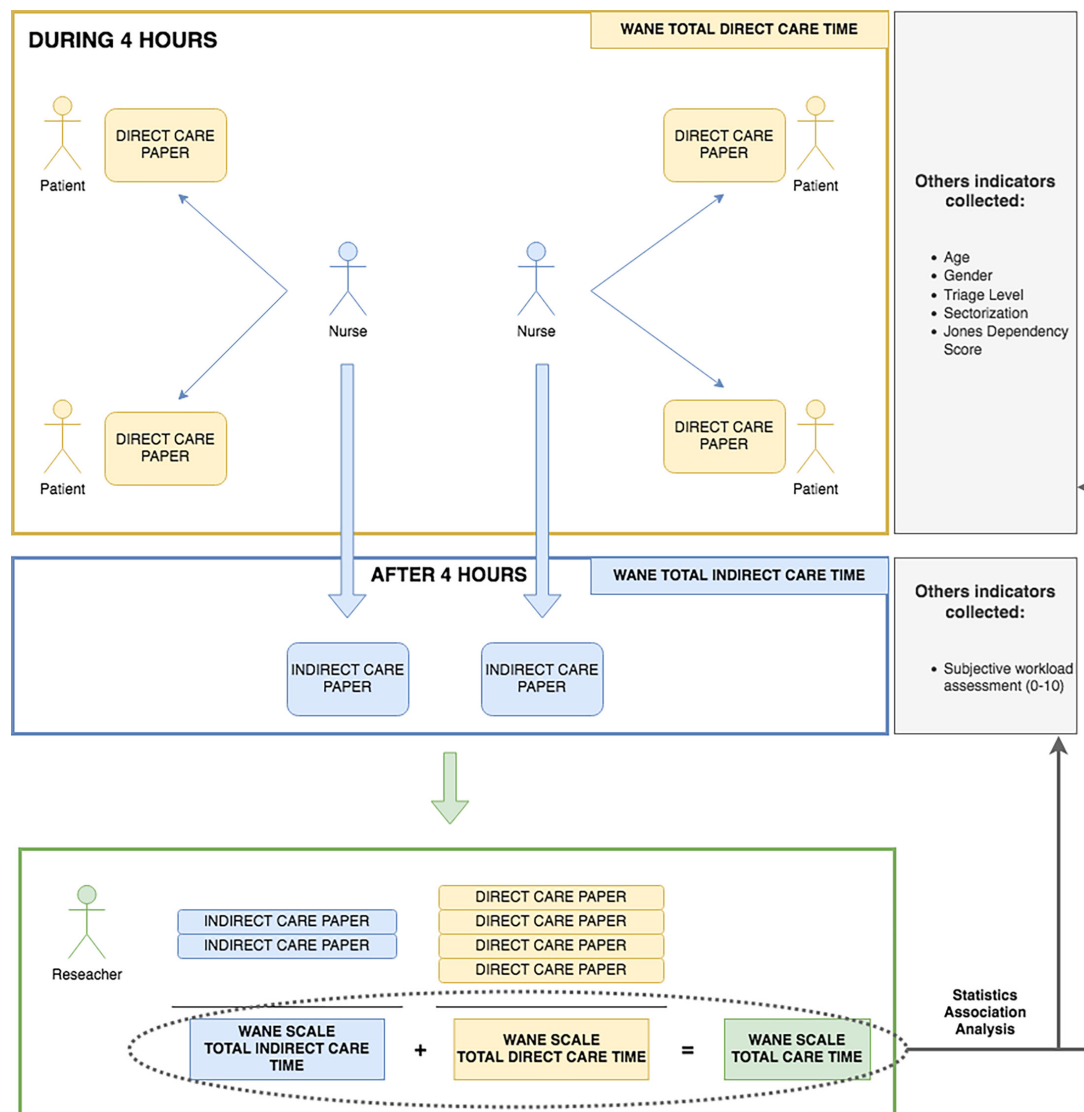 DURING 4 HOURS
WANE TOTAL DIRECT CARE TIME
DIRECT CARE
PAPER
Patient
DIRECT CARE
PAPER
Patient
Nurse
Nurse
DIRECT CARE
PAPER
Patient
DIRECT CARE
PAPER
Patient
Others indicators
collected:
• Age
• Gender
• Triage Level
• Sectorization
• Jones Dependency
Score
AFTER 4 HOURS
WANE TOTAL INDIRECT CARE TIME
INDIRECT CARE
PAPER
INDIRECT CARE
PAPER
Others indicators
collected:
• Subjective workload
assessment (0-10)
Reseacher
INDIRECT CARE PAPER
INDIRECT CARE PAPER
DIRECT CARE PAPER
DIRECT CARE PAPER
DIRECT CARE PAPER
DIRECT CARE PAPER
WANE SCALE
TOTAL INDIRECT CARE
TIME
+
WANE SCALE
TOTAL DIRECT CARE TIME
=
WANE SCALE
TOTAL CARE TIME
Statistics
Association
Analysis